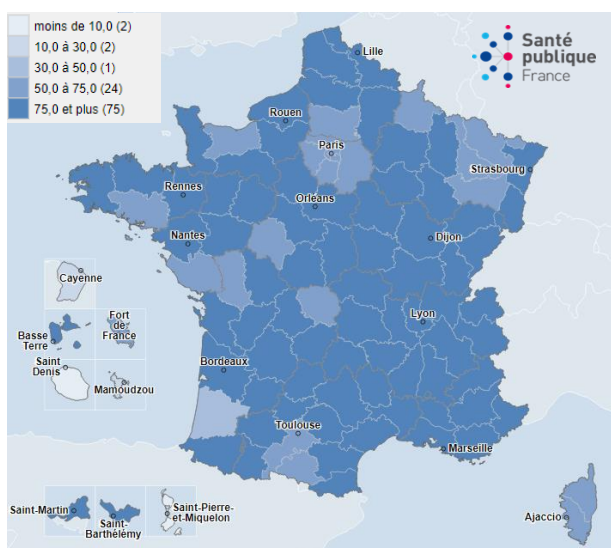 moins de 10,0 (2)
10,0 à 30,0 (2)
30,0 à 50,0 (1)
50,0 à 75,0 (24)
75,0 et plus (75)
Santé
publique
France
Lille
Rouen
Paris
Strasbourg
Rennes
Orleans
Nantes
Dijon
Cayenne
Basse
Terre
Fort
de
France
Lyon
Saint
Denis
Mamoudzou
Bordeaux
Toulouse
Marseille
Saint-Martin
Saint-
Barthélémy
Saint-Pierre-
et-Miquelon
Ajaccio